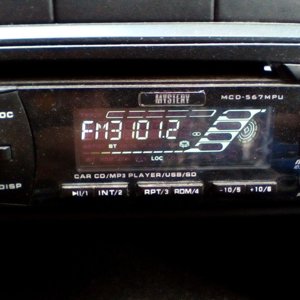 MYSTERY MCD-567MPU
FM3 101.2
ST
LOC
CAR CD/MP3 PLAYER/USB/SD
▶II/1 INT/2 RPT/3 RDM/4 -10/5 +10/6
DISP